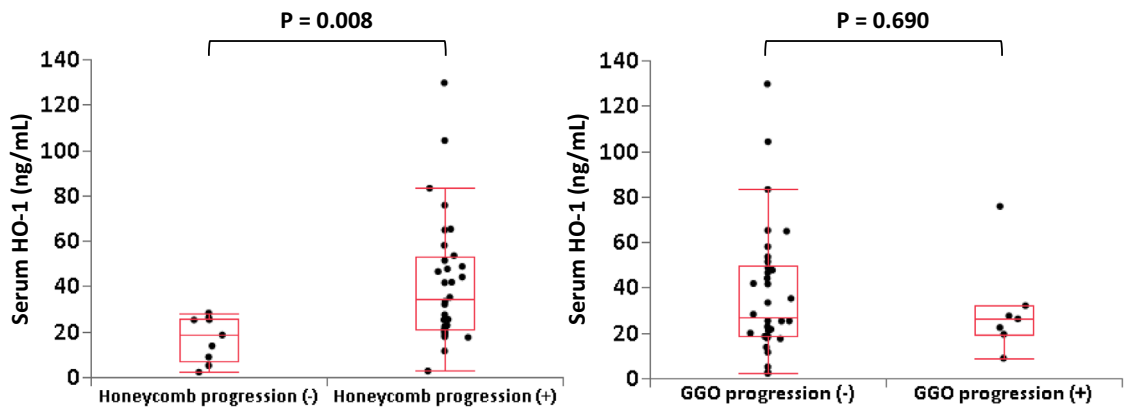 P = 0.008
Serum HO-1 (ng/mL)
140
120
100
80
60
40
20
0
Honeycomb progression (-) Honeycomb progression (+)
P = 0.690
Serum HO-1 (ng/mL)
140
120
100
80
60
40
20
0
GGO progression (-) GGO progression (+)